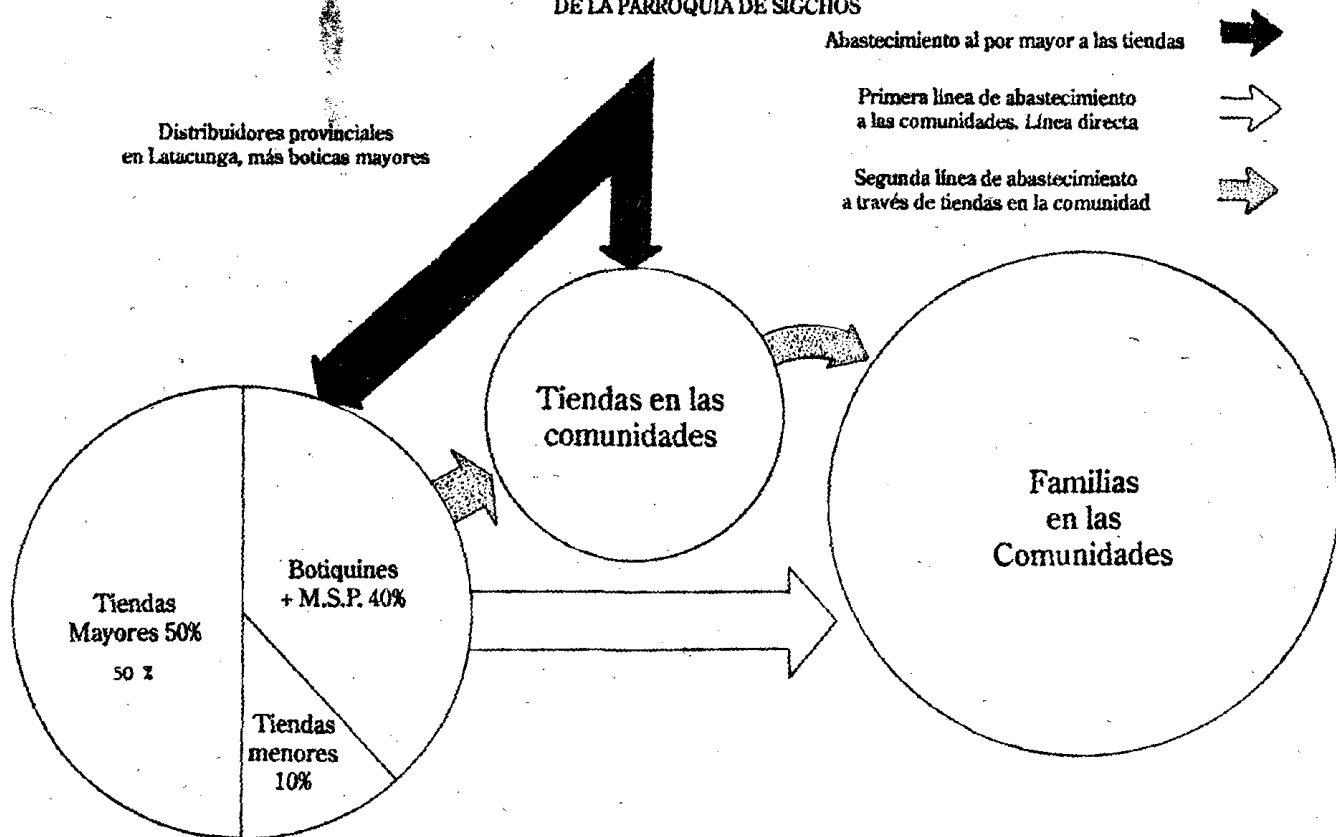 DE LA PARROQUIA DE SIGCHOS
Abastecimiento al por mayor a las tiendas
Primera línea de abastecimiento
a las comunidades. Línea directa
Segunda línea de abastecimiento
a través de tiendas en la comunidad
Distribuidores provinciales
en Latacunga, más boticas mayores
Tiendas en las
comunidades
Familias
en las
Comunidades
Botiquines
+ M.S.P. 40%
Tiendas
Mayores 50%
50 %
Tiendas
menores
10%